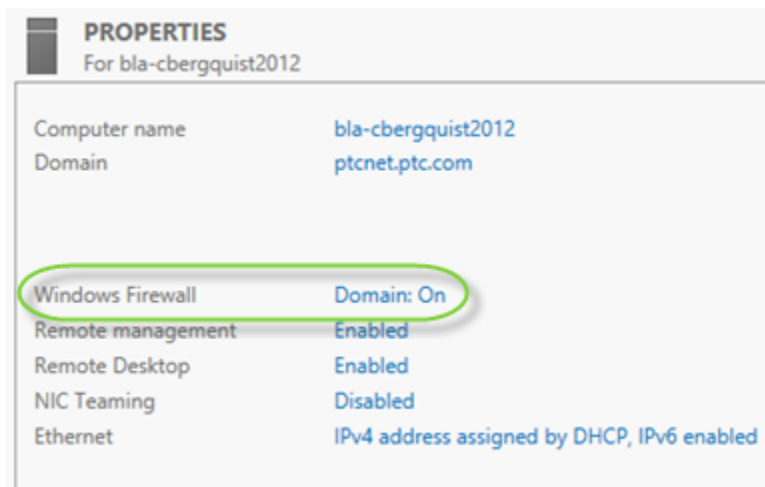 PROPERTIES
For bla-cbergquist2012
Computer name bla-cbergquist2012
Domain ptcnet.ptc.com
Windows Firewall Domain: On
Remote management Enabled
Remote Desktop Enabled
NIC Teaming Disabled
Ethernet IPv4 address assigned by DHCP, IPv6 enabled